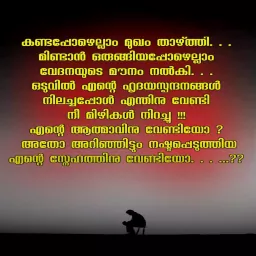 കണ്ടപ്പോഴെല്ലാം മുഖം താഴ്ത്തി. . .
മിണ്ടാൻ ഒരുങ്ങിയപ്പോഴെല്ലാം
വേദനയുടെ മൗനം നൽകി. . .
ഒടുവിൽ എന്റെ ഹൃദയസ്പന്ദനങ്ങൾ
നിലച്ചപ്പോൾ എന്തിനു വേണ്ടി
നീ മിഴികൾ നിറച്ചു !!!
എന്റെ ആത്മാവിനു വേണ്ടിയോ ?
അതോ അറിഞ്ഞിട്ടും നഷ്ടപ്പെടുത്തിയ
എന്റെ സ്നേഹത്തിനു വേണ്ടിയോ. . . ...??